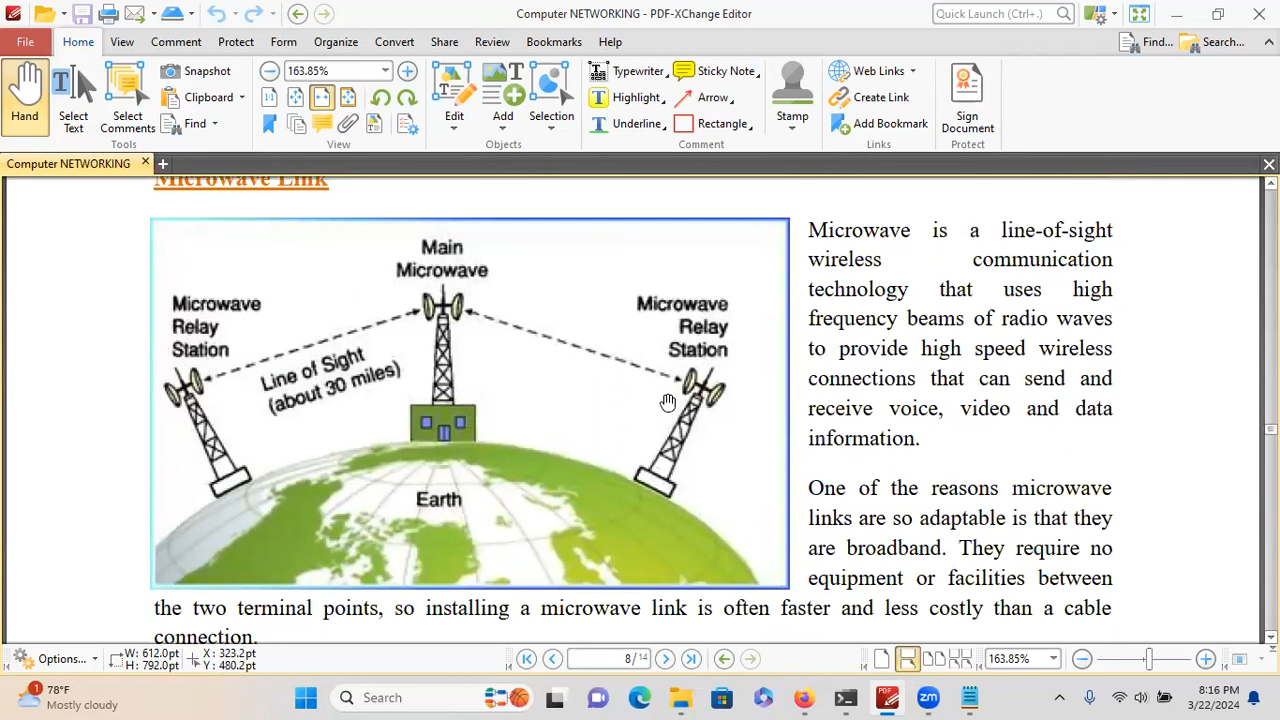 Computer NETWORKING - PDF-XChange Editor
Quick Launch (Ctrl+.)
File Home View Comment Protect Form Organize Convert Share Review Bookmarks Help
Find... Search...
Hand
Select Text
Select Comments
Snapshot
Clipboard
Find
Tools
163.85%
View
Edit
Add
Selection
Objects
Typewriter
Highlight
Underline
Sticky Note
Arrow
Rectangle
Stamp
Comment
Web Links
Create Link
Add Bookmark
Links
Sign Document
Protect
Computer NETWORKING
Microwave Link
Main
Microwave
Microwave
Relay
Station
Line of Sight
(about 30 miles)
Microwave
Relay
Station
Earth
Microwave is a line-of-sight
wireless communication
technology that uses high
frequency beams of radio waves
to provide high speed wireless
connections that can send and
receive voice, video and data
information.
One of the reasons microwave
links are so adaptable is that they
are broadband. They require no
equipment or facilities between
the two terminal points, so installing a microwave link is often faster and less costly than a cable
connection.
Options...
W: 612.0pt
H: 792.0pt
X : 323.2pt
Y : 480.2pt
8 / 14
163.85%
1
78°F
Mostly cloudy
Search
PDF
zm
8:16 PM
3/22/2024